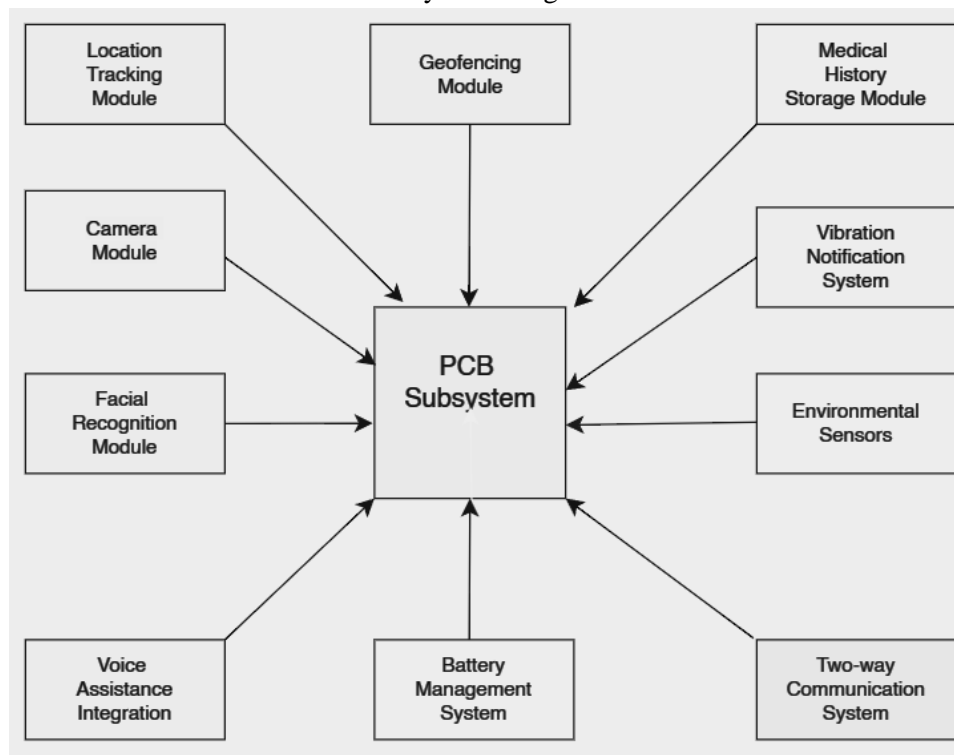 Location
Tracking
Module
Geofencing
Module
Medical
History
Storage Module
Camera
Module
Vibration
Notification
System
PCB
Subsystem
Facial
Recognition
Module
Environmental
Sensors
Voice
Assistance
Integration
Battery
Management
System
Two-way
Communication
System